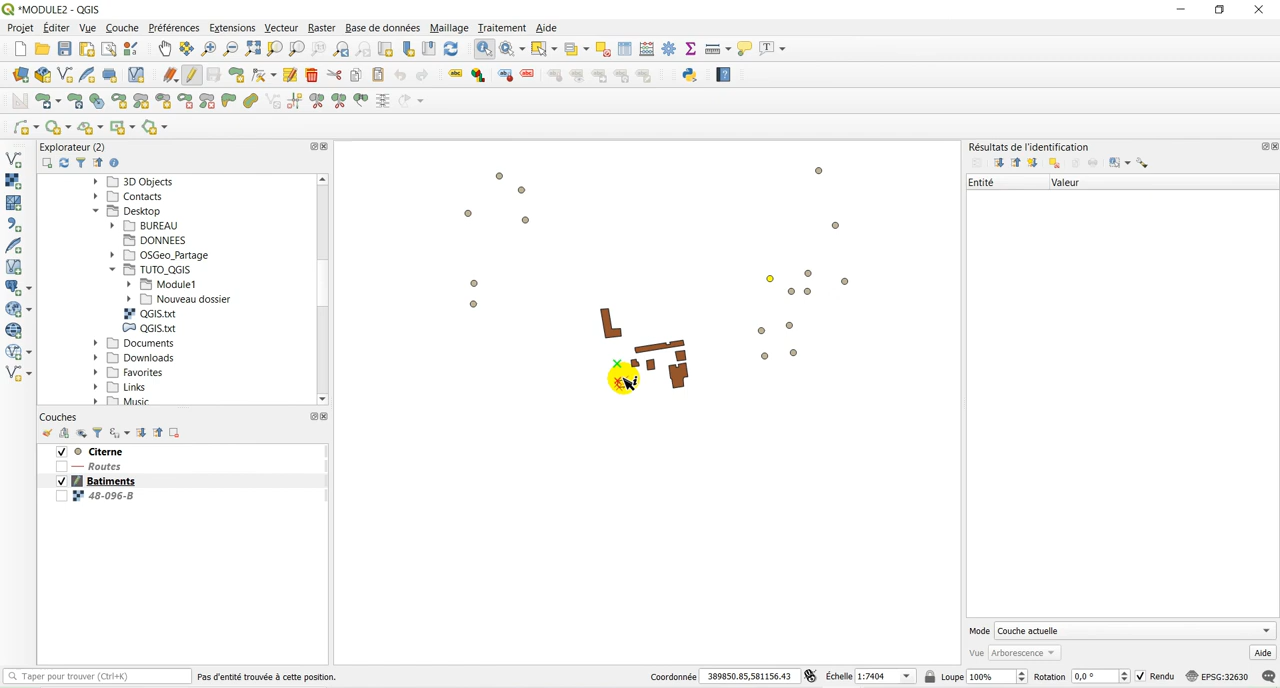 *MODULE2 - QGIS
Projet Éditer Vue Couche Préférences Extensions Vecteur Raster Base de données Maillage Traitement Aide
Explorateur (2)
3D Objects
Contacts
Desktop
BUREAU
DONNEES
OSGeo_Partage
TUTO_QGIS
Module1
Nouveau dossier
QGIS.txt
QGIS.txt
Documents
Downloads
Favorites
Links
Music
Couches
Citerne
Routes
Batiments
48-096-B
Résultats de l'identification
Entité Valeur
Mode Couche actuelle
Vue Arborescence Aide
Taper pour trouver (Ctrl+K) Pas d'entité trouvée à cette position. Coordonnée 389850.85,581156.43 Échelle 1:7404 Loupe 100% Rotation 0,0 ° Rendu EPSG:32630